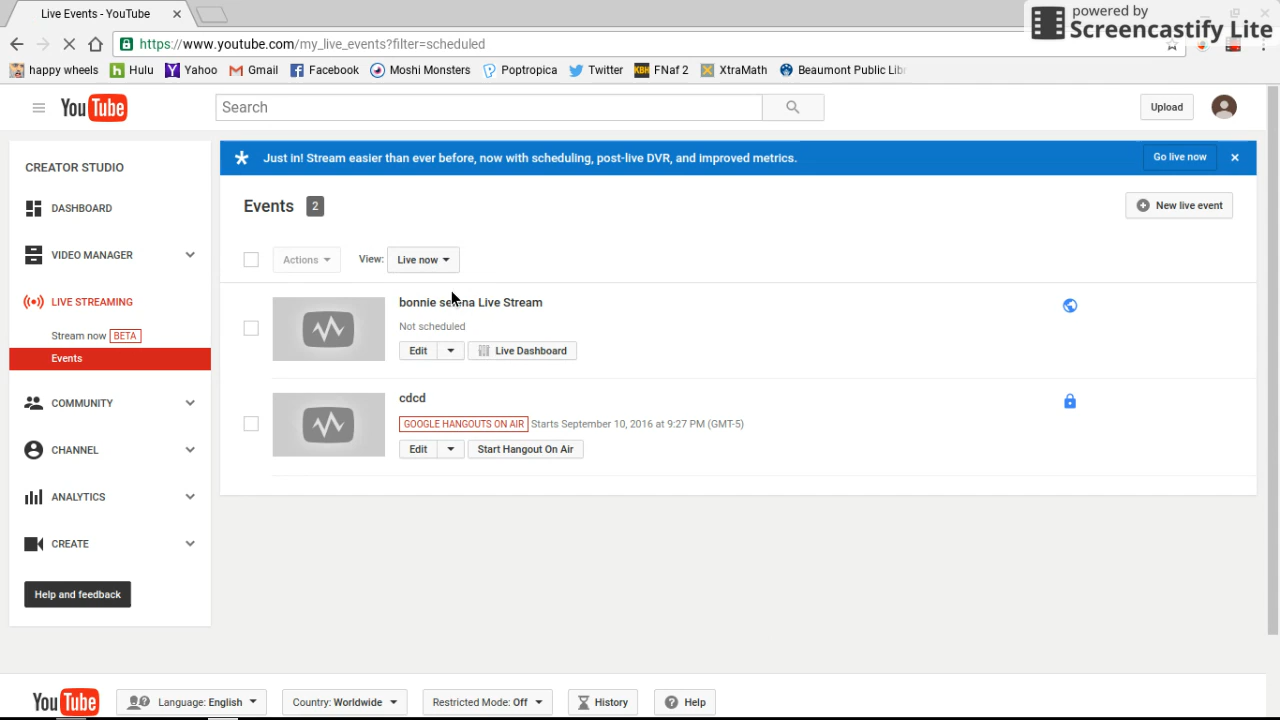 Live Events - YouTube
powered by
Screencastify Lite
https://www.youtube.com/my_live_events?filter=scheduled
happy wheels Hulu Yahoo Gmail Facebook Moshi Monsters Poptropica Twitter KBH FNaf 2 XtraMath Beaumont Public Libr
YouTube Search Upload
CREATOR STUDIO
DASHBOARD
VIDEO MANAGER
LIVE STREAMING
Stream now BETA
Events
COMMUNITY
CHANNEL
ANALYTICS
CREATE
Help and feedback
Just in! Stream easier than ever before, now with scheduling, post-live DVR, and improved metrics. Go live now
Events 2 New live event
Actions View: Live now
bonnie selena Live Stream
Not scheduled
Edit Live Dashboard
cdcd
GOOGLE HANGOUTS ON AIR Starts September 10, 2016 at 9:27 PM (GMT-5)
Edit Start Hangout On Air
YouTube Language: English Country: Worldwide Restricted Mode: Off History Help